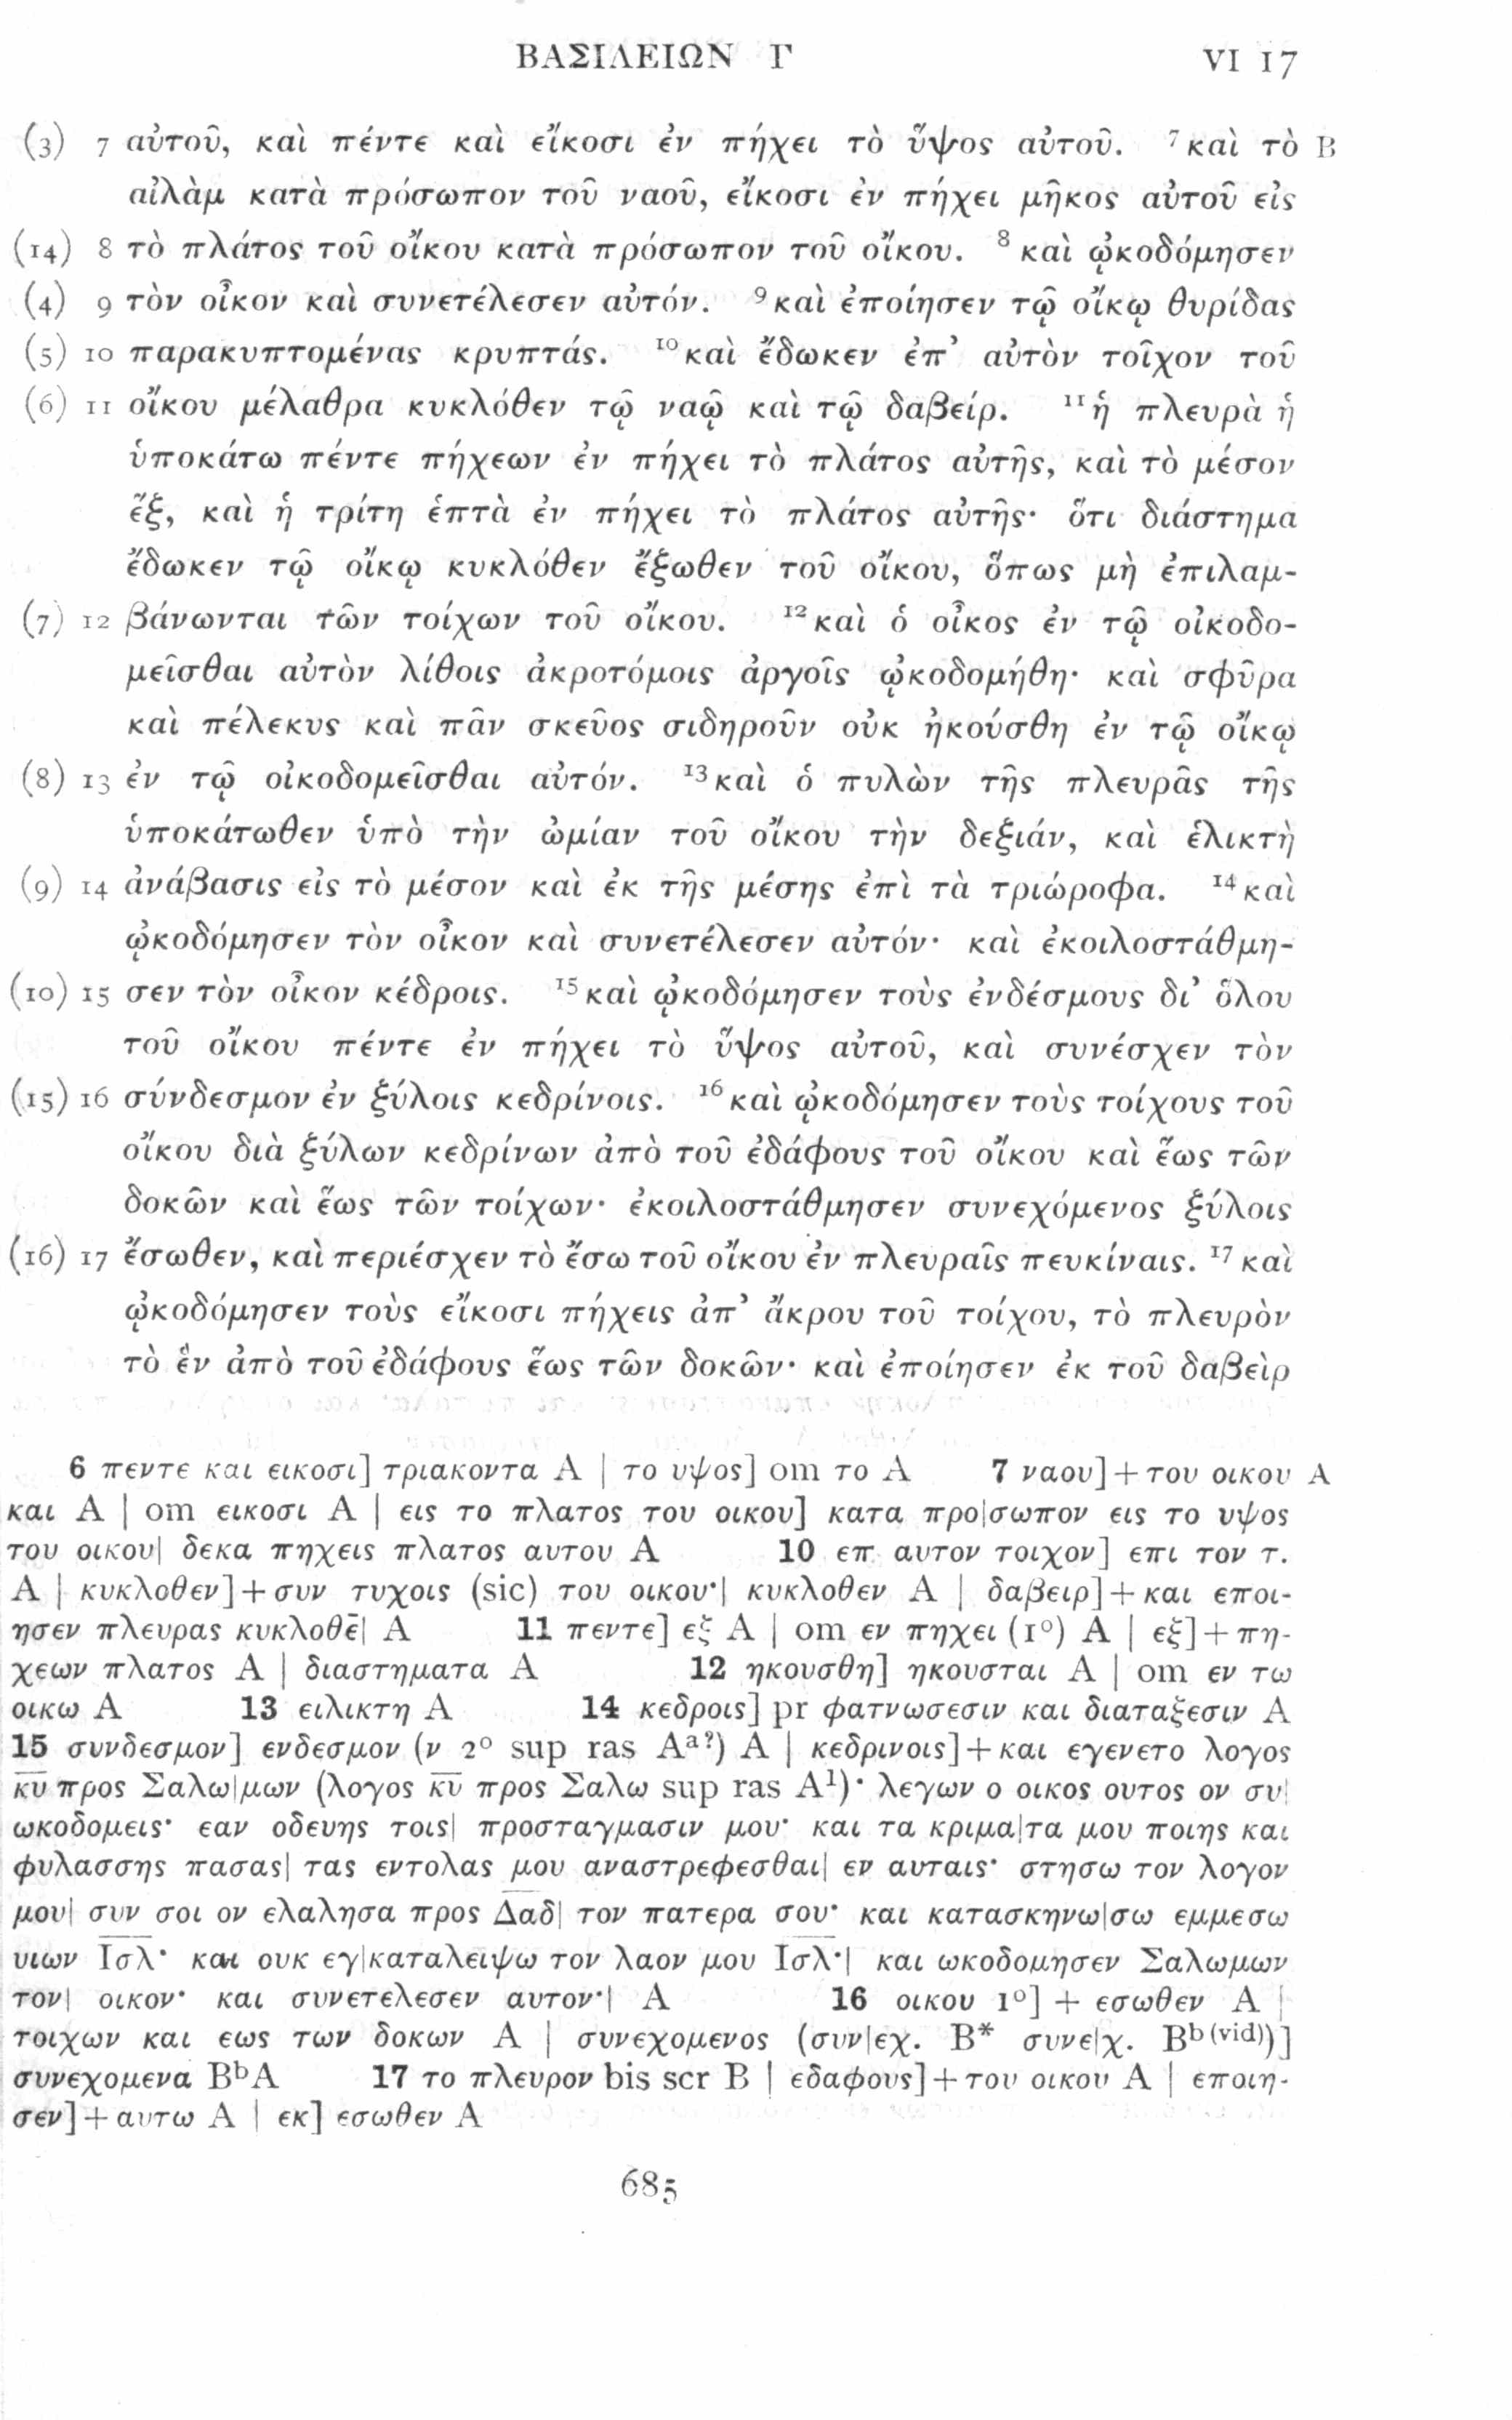 ΒΑΣΙΛΕΙΩΝ Γ VI 17
(3) 7 αὐτοῦ, καὶ πέντε καὶ εἴκοσι ἐν πήχει τὸ ὕψος αὐτοῦ. ⁷καὶ τὸ B
αἰλὰμ κατὰ πρόσωπον τοῦ ναοῦ, εἴκοσι ἐν πήχει μῆκος αὐτοῦ εἰς
(14) 8 τὸ πλάτος τοῦ οἴκου κατὰ πρόσωπον τοῦ οἴκου. ⁸καὶ ᾠκοδόμησεν
(4) 9 τὸν οἶκον καὶ συνετέλεσεν αὐτόν. ⁹καὶ ἐποίησεν τῷ οἴκῳ θυρίδας
(5) 10 παρακυπτομένας κρυπτάς. ¹⁰καὶ ἔδωκεν ἐπ’ αὐτὸν τοῖχον τοῦ
(6) 11 οἴκου μέλαθρα κυκλόθεν τῷ ναῷ καὶ τῷ δαβείρ. ¹¹ἡ πλευρὰ ἡ
ὑποκάτω πέντε πήχεων ἐν πήχει τὸ πλάτος αὐτῆς, καὶ τὸ μέσον
ἕξ, καὶ ἡ τρίτη ἑπτὰ ἐν πήχει τὸ πλάτος αὐτῆς· ὅτι διάστημα
ἔδωκεν τῷ οἴκῳ κυκλόθεν ἔξωθεν τοῦ οἴκου, ὅπως μὴ ἐπιλαμ-
(7) 12 βάνωνται τῶν τοίχων τοῦ οἴκου. ¹²καὶ ὁ οἶκος ἐν τῷ οἰκοδο-
μεῖσθαι αὐτὸν λίθοις ἀκροτόμοις ἀργοῖς ᾠκοδομήθη· καὶ σφῦρα
καὶ πέλεκυς καὶ πᾶν σκεῦος σιδηροῦν οὐκ ἠκούσθη ἐν τῷ οἴκῳ
(8) 13 ἐν τῷ οἰκοδομεῖσθαι αὐτόν. ¹³καὶ ὁ πυλὼν τῆς πλευρᾶς τῆς
ὑποκάτωθεν ὑπὸ τὴν ὠμίαν τοῦ οἴκου τὴν δεξιάν, καὶ ἑλικτὴ
(9) 14 ἀνάβασις εἰς τὸ μέσον καὶ ἐκ τῆς μέσης ἐπὶ τὰ τριώροφα. ¹⁴καὶ
ᾠκοδόμησεν τὸν οἶκον καὶ συνετέλεσεν αὐτόν· καὶ ἐκοιλοστάθμη-
(10) 15 σεν τὸν οἶκον κέδροις. ¹⁵καὶ ᾠκοδόμησεν τοὺς ἐνδέσμους δι’ ὅλου
τοῦ οἴκου πέντε ἐν πήχει τὸ ὕψος αὐτοῦ, καὶ συνέσχεν τὸν
(15) 16 σύνδεσμον ἐν ξύλοις κεδρίνοις. ¹⁶καὶ ᾠκοδόμησεν τοὺς τοίχους τοῦ
οἴκου διὰ ξύλων κεδρίνων ἀπὸ τοῦ ἐδάφους τοῦ οἴκου καὶ ἕως τῶν
δοκῶν καὶ ἕως τῶν τοίχων· ἐκοιλοστάθμησεν συνεχόμενος ξύλοις
(16) 17 ἔσωθεν, καὶ περιέσχεν τὸ ἔσω τοῦ οἴκου ἐν πλευραῖς πευκίναις. ¹⁷καὶ
ᾠκοδόμησεν τοὺς εἴκοσι πήχεις ἀπ’ ἄκρου τοῦ τοίχου, τὸ πλευρὸν
τὸ ἓν ἀπὸ τοῦ ἐδάφους ἕως τῶν δοκῶν· καὶ ἐποίησεν ἐκ τοῦ δαβεὶρ
6 πεντε και εικοσι] τριακοντα A | το υψος] om το A 7 ναου]+του οικου A
και A | om εικοσι A | εις το πλατος του οικου] κατα προ|σωπον εις το υψος
του οικου| δεκα πηχεις πλατος αυτου A 10 επ αυτον τοιχον] επι τον τ.
A | κυκλοθεν]+συν τυχοις (sic) του οικου·| κυκλοθεν A | δαβειρ]+και εποι-
ησεν πλευρας κυκλοθε̄| A 11 πεντε] εξ A | om εν πηχει (1°) A | εξ]+πη-
χεων πλατος A | διαστηματα A 12 ηκουσθη] ηκουσται A | om εν τω
οικω A 13 ειλικτη A 14 κεδροις] pr φατνωσεσιν και διαταξεσιν A
15 συνδεσμον] ενδεσμον (ν 2° sup ras Aᵃ?) A | κεδρινοις]+και εγενετο λογος
κ̅υ̅ προς Σαλω|μων (λογος κ̅υ̅ προς Σαλω sup ras A¹)· λεγων ο οικος ουτος ον συ|
ωκοδομεις· εαν οδευης τοις| προσταγμασιν μου· και τα κριμα|τα μου ποιης και
φυλασσης πασας| τας εντολας μου αναστρεφεσθαι| εν αυταις· στησω τον λογον
μου| συν σοι ον ελαλησα προς Δ̅α̅δ̅| τον πατερα σου· και κατασκηνω|σω εμμεσω
υιων Ι̅σ̅λ̅· και ουκ εγ|καταλειψω τον λαον μου Ι̅σ̅λ̅·| και ωκοδομησεν Σαλωμων
τον| οικον· και συνετελεσεν αυτον·| A 16 οικου 1°] + εσωθεν A |
τοιχων και εως των δοκων A | συνεχομενος (συν|εχ. B* συνε|χ. Bᵇ⁽ᵛⁱᵈ⁾)]
συνεχομενα BᵇA 17 το πλευρον bis scr B | εδαφους]+του οικου A | εποιη-
σεν]+αυτω A | εκ] εσωθεν A
685